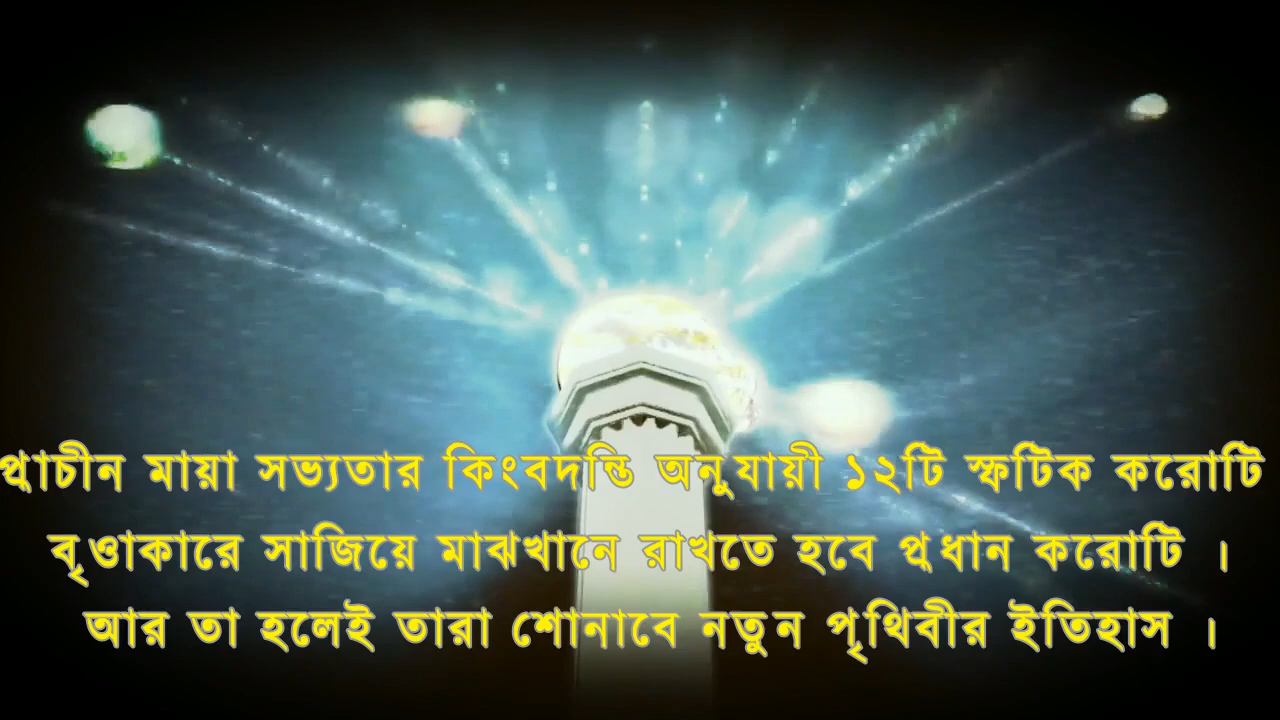 প্রাচীন মায়া সভ্যতার কিংবদন্তি অনুযায়ী ১২টি স্ফটিক করোটি
বৃওাকারে সাজিয়ে মাঝখানে রাখতে হবে প্রধান করোটি ।
আর তা হলেই তারা শোনাবে নতুন পৃথিবীর ইতিহাস ।